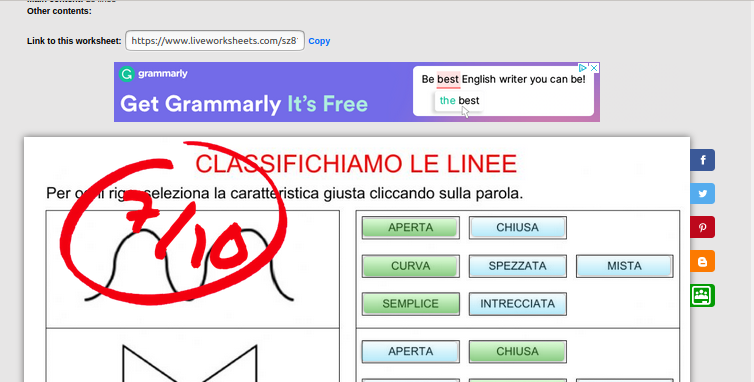 Other contents:
Link to this worksheet: https://www.liveworksheets.com/sz8 Copy
grammarly
Get Grammarly It's Free
Be best English writer you can be!
the best
CLASSIFICHIAMO LE LINEE
Per ogni riga seleziona la caratteristica giusta cliccando sulla parola.
7/10
APERTA CHIUSA
CURVA SPEZZATA MISTA
SEMPLICE INTRECCIATA
APERTA CHIUSA